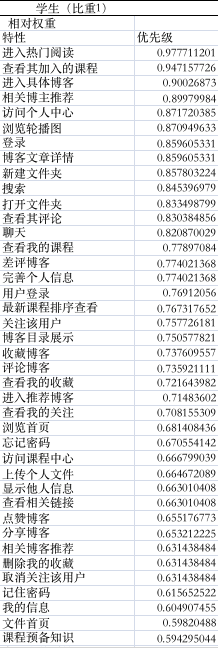 学生（比重1）
相对权重
特性 优先级
进入热门阅读 0.977711201
查看其加入的课程 0.947157726
进入具体博客 0.90026873
相关博主推荐 0.89979984
访问个人中心 0.871720385
浏览轮播图 0.870949633
登录 0.859605331
博客文章详情 0.859605331
新建文件夹 0.857803224
搜索 0.845396979
打开文件夹 0.833498799
查看其评论 0.830384856
聊天 0.820870029
查看我的课程 0.77897084
差评博客 0.774021368
完善个人信息 0.774021368
用户登录 0.76912056
最新课程排序查看 0.767317652
关注该用户 0.757726181
博客目录展示 0.750577821
收藏博客 0.737609557
评论博客 0.735921111
查看我的收藏 0.721643982
进入推荐博客 0.71483602
查看我的关注 0.708155309
浏览首页 0.681408436
忘记密码 0.670554142
访问课程中心 0.666799039
上传个人文件 0.664672089
显示他人信息 0.663010408
查看相关链接 0.663010408
点赞博客 0.655176773
分享博客 0.653212225
相关博客推荐 0.631438484
删除我的收藏 0.631438484
取消关注该用户 0.631438484
记住密码 0.615652522
我的信息 0.604907455
文件首页 0.59820488
课程预备知识 0.594295044